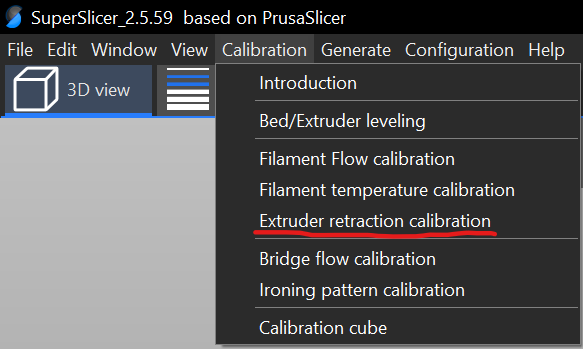 SuperSlicer_2.5.59 based on PrusaSlicer
File Edit Window View Calibration Generate Configuration Help
3D view
Introduction
Bed/Extruder leveling
Filament Flow calibration
Filament temperature calibration
Extruder retraction calibration
Bridge flow calibration
Ironing pattern calibration
Calibration cube